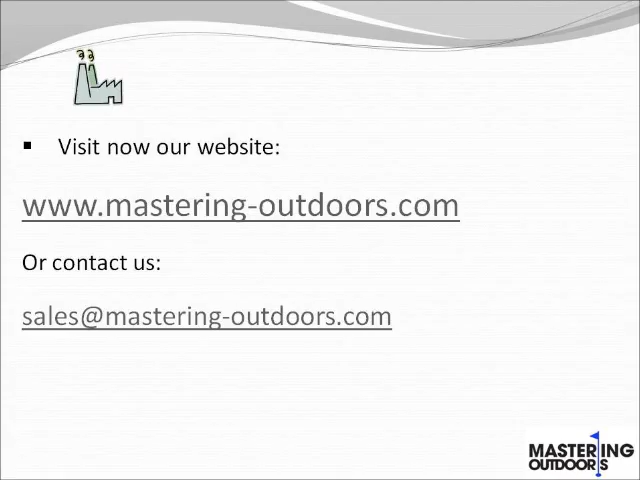 ▪ Visit now our website:
www.mastering-outdoors.com
Or contact us:
sales@mastering-outdoors.com
MASTERING
OUTDOORS